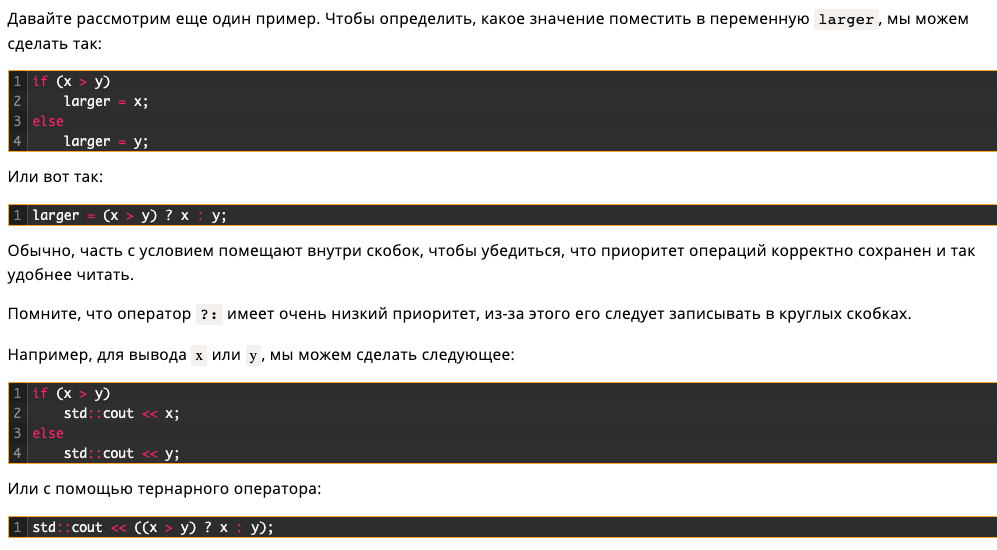 Давайте рассмотрим еще один пример. Чтобы определить, какое значение поместить в переменную larger, мы можем
сделать так:
1 if (x > y)
2     larger = x;
3 else
4     larger = y;
Или вот так:
1 larger = (x > y) ? x : y;
Обычно, часть с условием помещают внутри скобок, чтобы убедиться, что приоритет операций корректно сохранен и так
удобнее читать.
Помните, что оператор ?: имеет очень низкий приоритет, из-за этого его следует записывать в круглых скобках.
Например, для вывода x или y, мы можем сделать следующее:
1 if (x > y)
2     std::cout << x;
3 else
4     std::cout << y;
Или с помощью тернарного оператора:
1 std::cout << ((x > y) ? x : y);